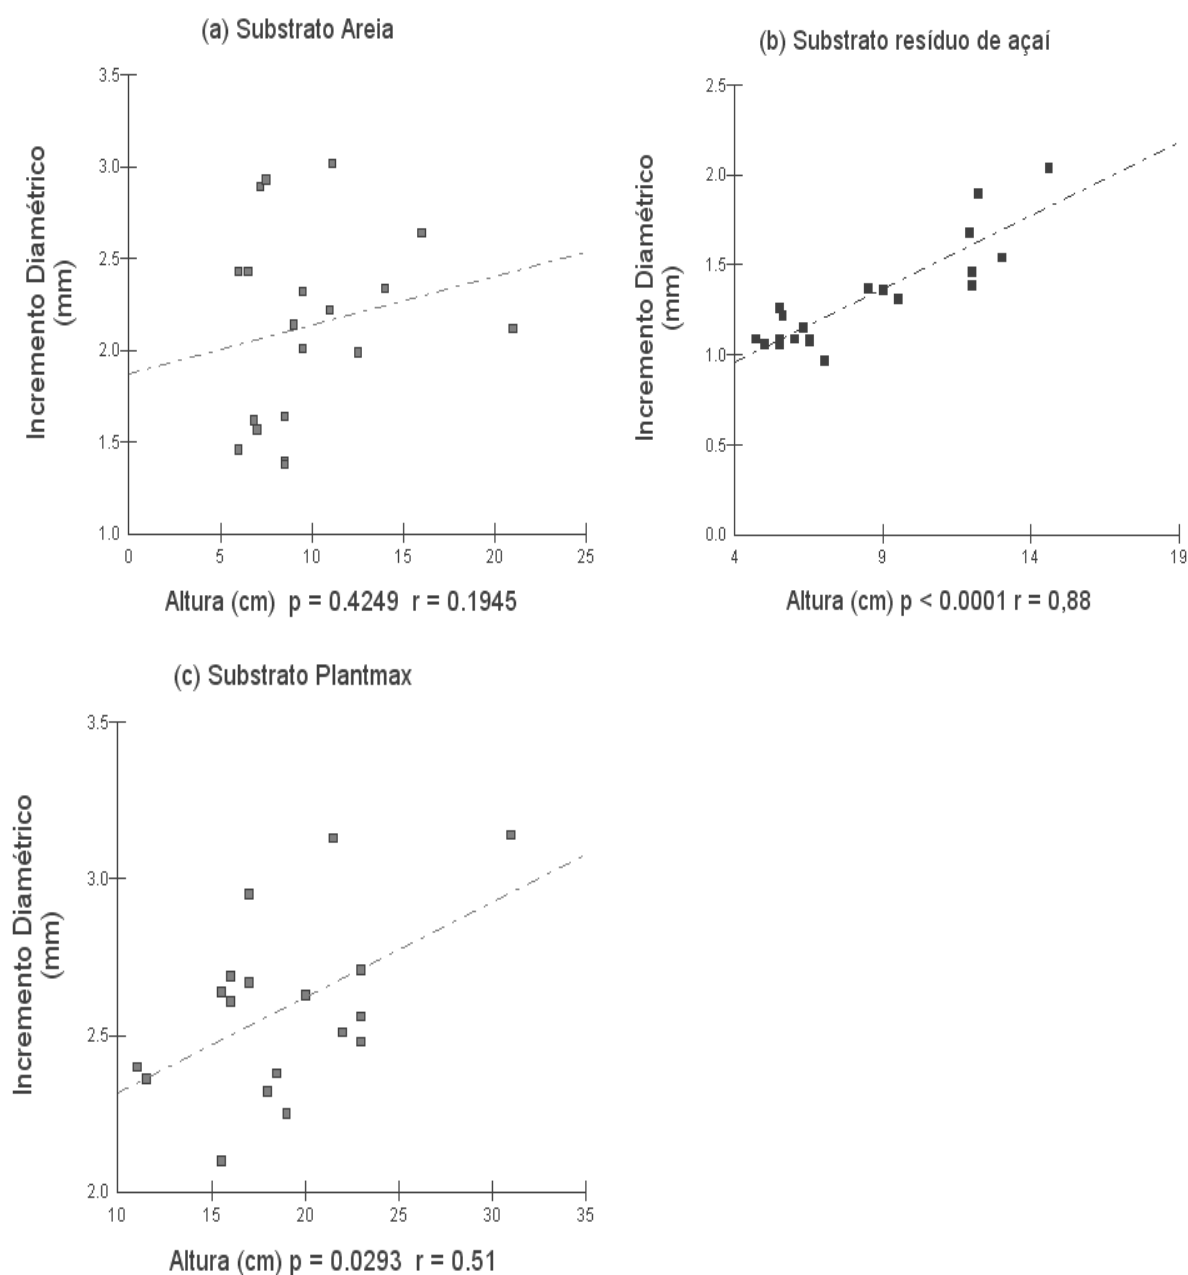 (a) Substrato Areia
3.5
3.0
2.5
2.0
1.5
1.0
0 5 10 15 20 25
Incremento Diamétrico
(mm)
Altura (cm) p = 0.4249 r = 0.1945
(b) Substrato resíduo de açaí
2.5
2.0
1.5
1.0
0.5
0.0
4 9 14 19
Incremento Diamétrico
(mm)
Altura (cm) p < 0.0001 r = 0,88
(c) Substrato Plantmax
3.5
3.0
2.5
2.0
10 15 20 25 30 35
Incremento Diamétrico
(mm)
Altura (cm) p = 0.0293 r = 0.51